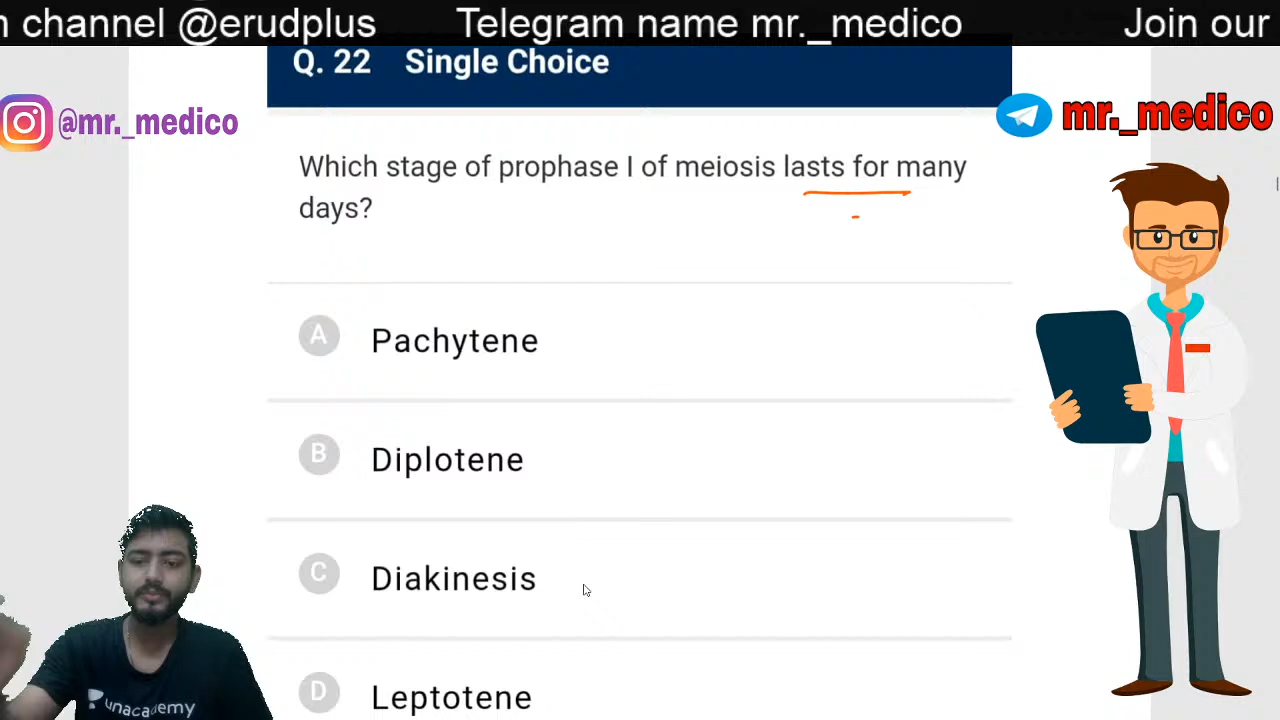 n channel @erudplus Telegram name mr._medico Join our
Q. 22 Single Choice
@mr._medico
mr._medico
Which stage of prophase I of meiosis lasts for many
days?
A Pachytene
B Diplotene
C Diakinesis
D Leptotene
unacademy